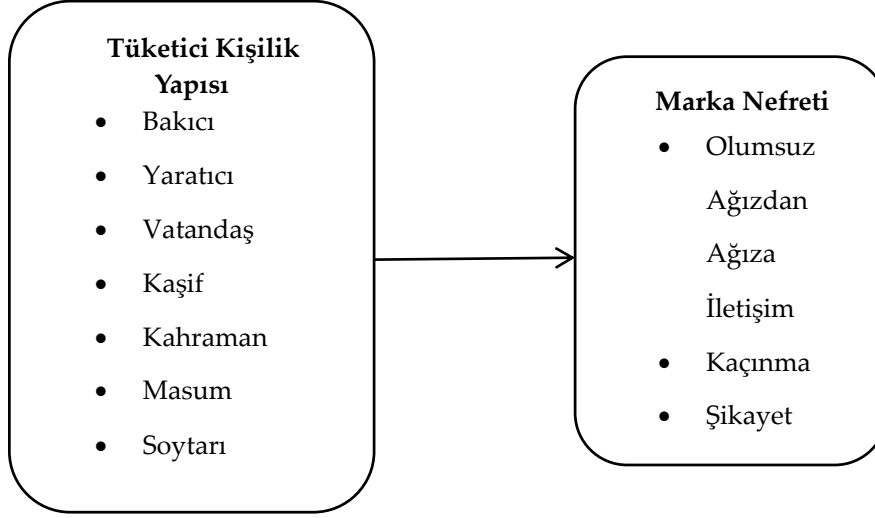 Tüketici Kişilik
Yapısı
• Bakıcı
• Yaratıcı
• Vatandaş
• Kaşif
• Kahraman
• Masum
• Soytarı
Marka Nefreti
• Olumsuz
Ağızdan
Ağıza
İletişim
• Kaçınma
• Şikayet